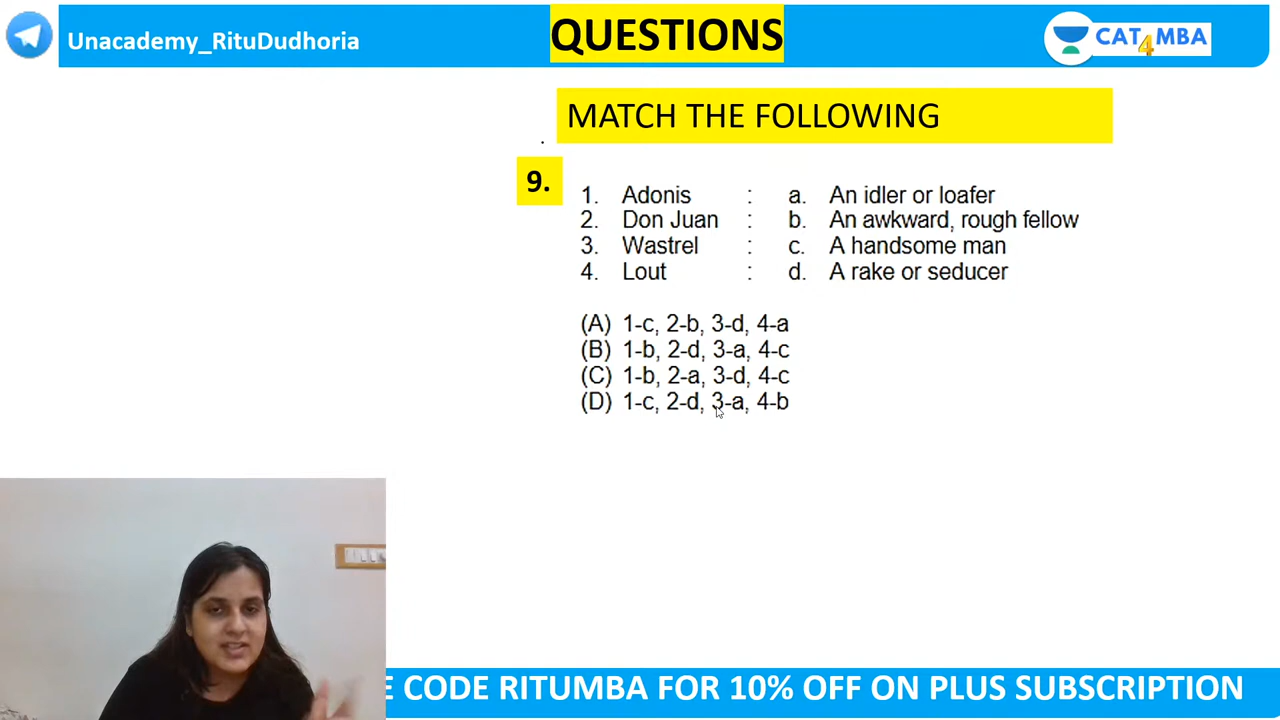 Unacademy_RituDudhoria
QUESTIONS
CAT4MBA
MATCH THE FOLLOWING
9.
1. Adonis : a. An idler or loafer
2. Don Juan : b. An awkward, rough fellow
3. Wastrel : c. A handsome man
4. Lout : d. A rake or seducer
(A) 1-c, 2-b, 3-d, 4-a
(B) 1-b, 2-d, 3-a, 4-c
(C) 1-b, 2-a, 3-d, 4-c
(D) 1-c, 2-d, 3-a, 4-b
E CODE RITUMBA FOR 10% OFF ON PLUS SUBSCRIPTION